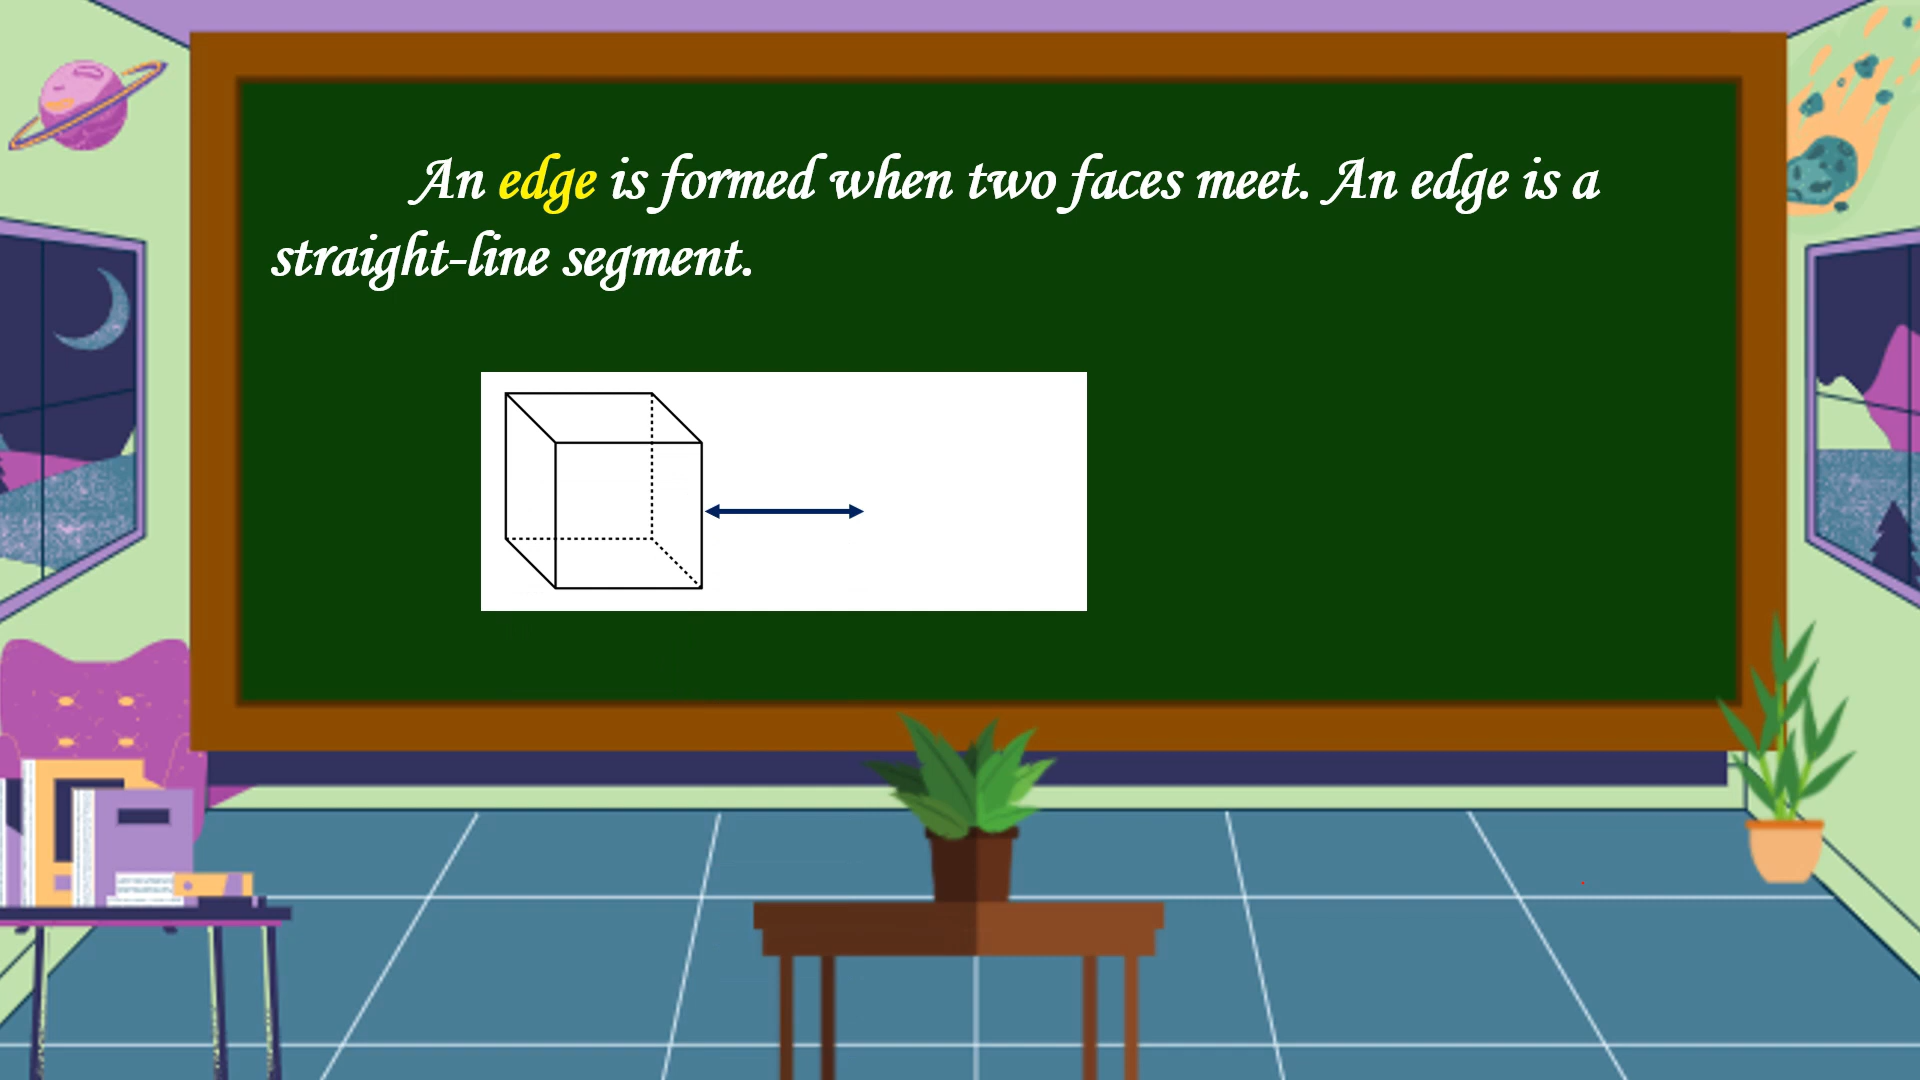 An edge is formed when two faces meet. An edge is a
straight-line segment.